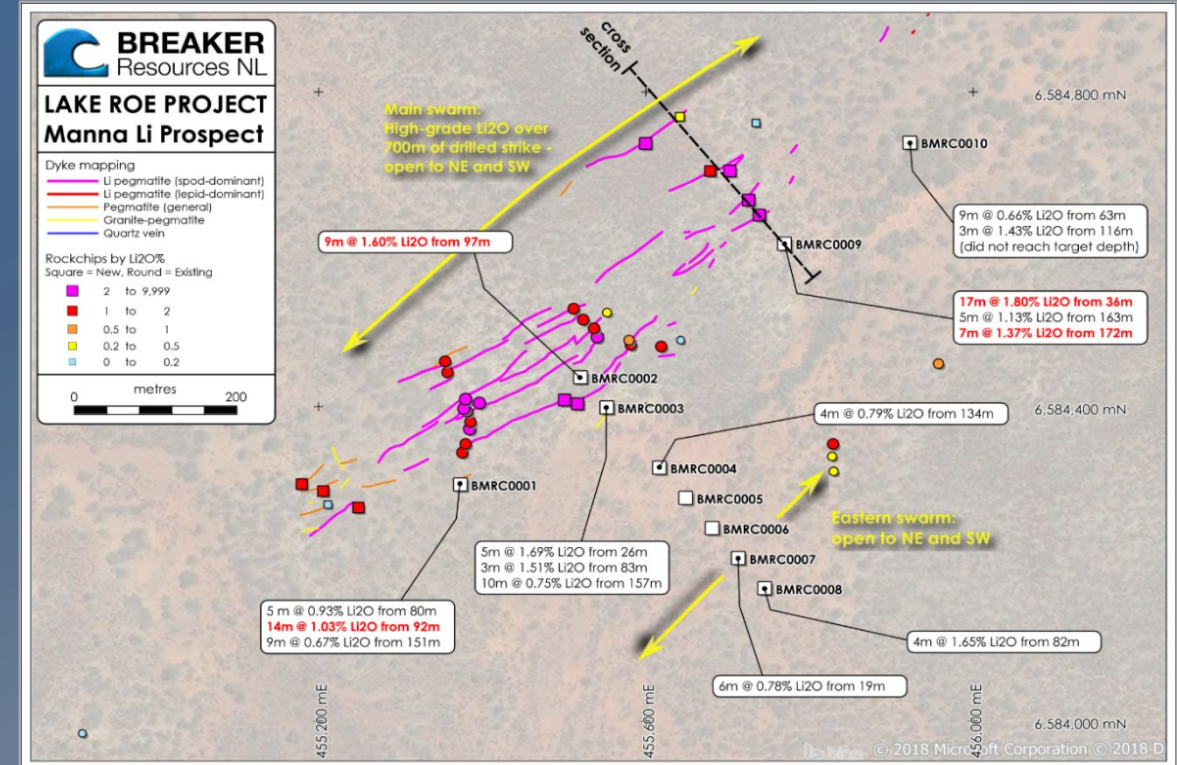 BREAKER
Resources NL
LAKE ROE PROJECT
Manna Li Prospect
Dyke mapping
Li pegmatite (spod-dominant)
Li pegmatite (lepid-dominant)
Pegmatite (general)
Granite-pegmatite
Quartz vein
Rockchips by Li2O%
Square = New, Round = Existing
2 to 9,999
1 to 2
0.5 to 1
0.2 to 0.5
0 to 0.2
metres
0 200
cross
section
Main swarm:
High-grade Li2O over
700m of drilled strike -
open to NE and SW
6,584,800 mN
BMRC0010
9m @ 0.66% Li2O from 63m
3m @ 1.43% Li2O from 116m
(did not reach target depth)
9m @ 1.60% Li2O from 97m
BMRC0009
17m @ 1.80% Li2O from 36m
5m @ 1.13% Li2O from 163m
7m @ 1.37% Li2O from 172m
BMRC0002
BMRC0003
6,584,400 mN
4m @ 0.79% Li2O from 134m
BMRC0004
BMRC0001
BMRC0005
BMRC0006
Eastern swarm:
open to NE and SW
5m @ 1.69% Li2O from 26m
3m @ 1.51% Li2O from 83m
10m @ 0.75% Li2O from 157m
BMRC0007
BMRC0008
5 m @ 0.93% Li2O from 80m
14m @ 1.03% Li2O from 92m
9m @ 0.67% Li2O from 151m
4m @ 1.65% Li2O from 82m
6m @ 0.78% Li2O from 19m
455,200 mE
455,600 mE
456,000 mE
6,584,000 mN
© 2018 Microsoft Corporation © 2018 D